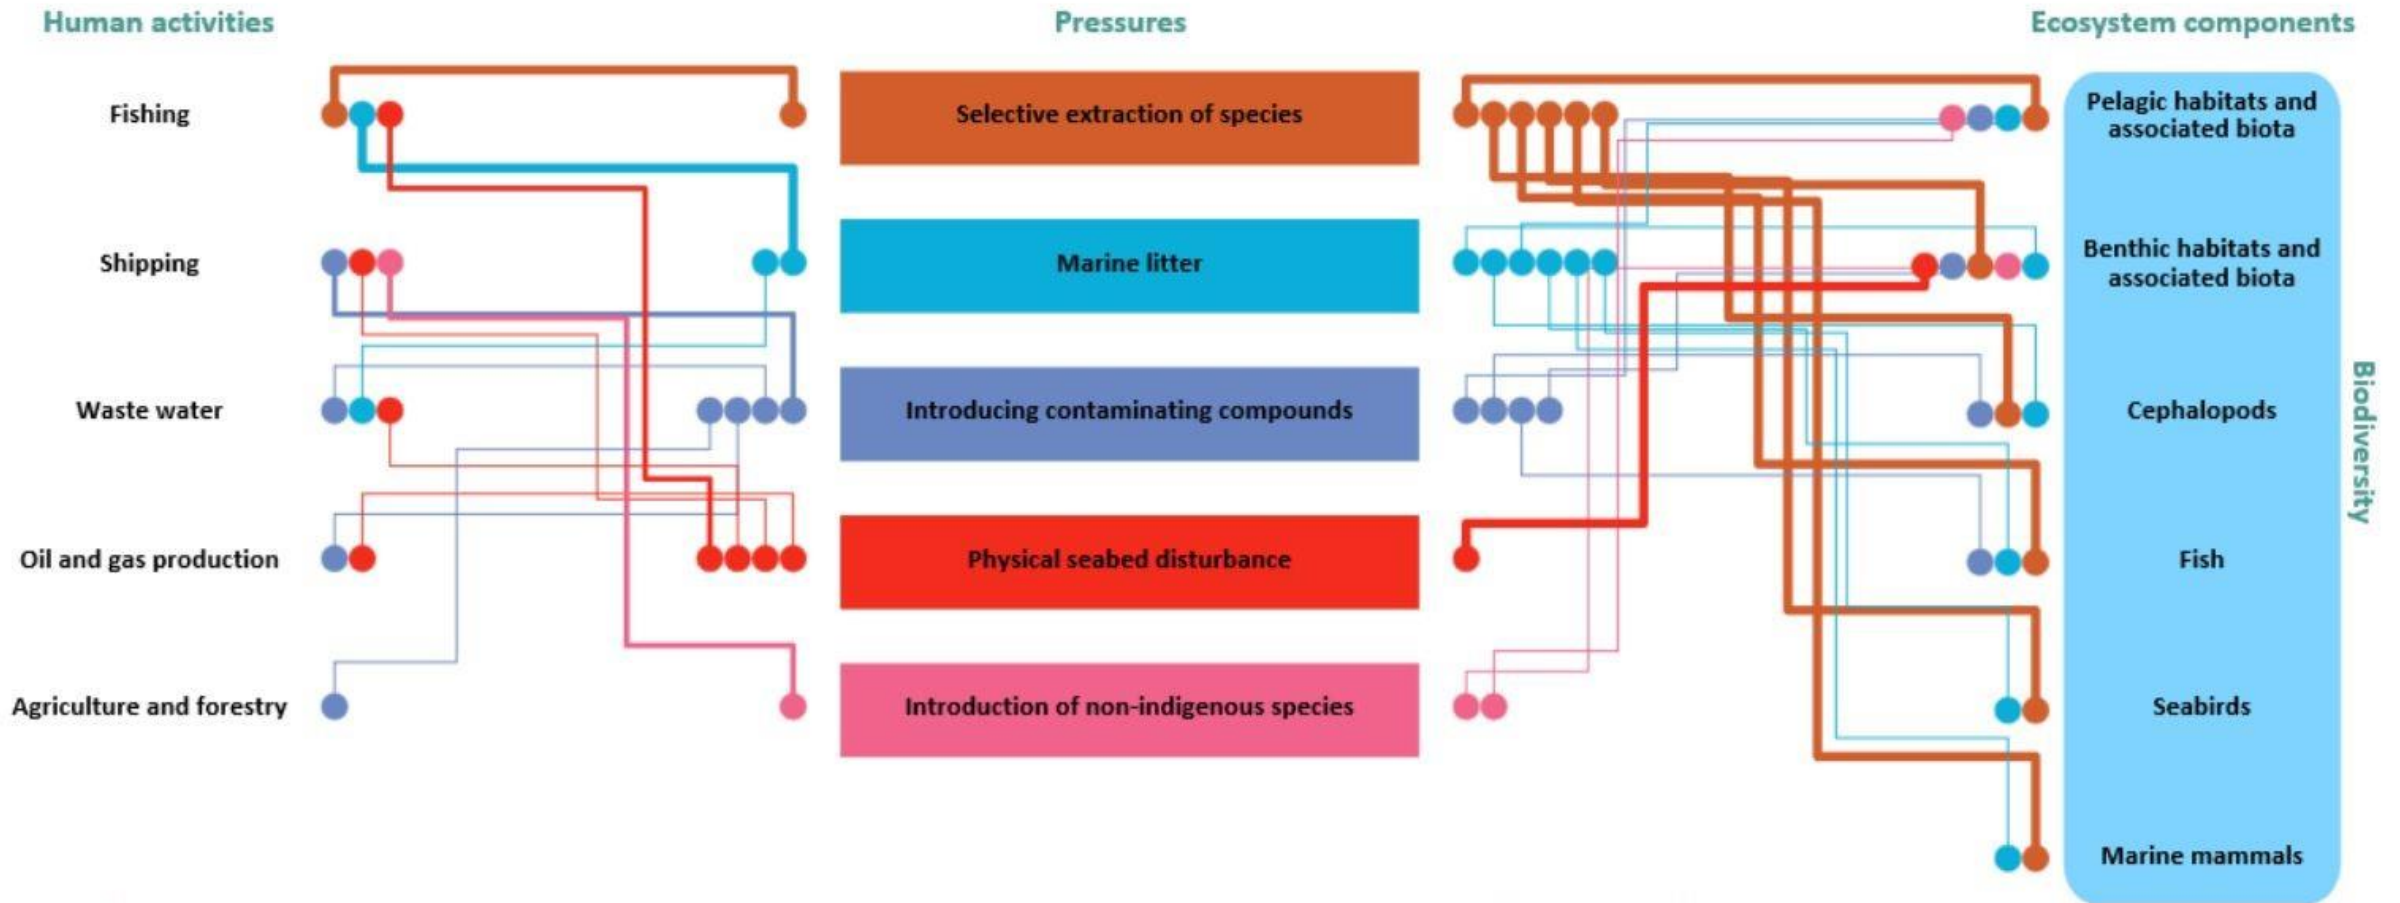 Human activities
Pressures
Ecosystem components
Fishing
Selective extraction of species
Pelagic habitats and
associated biota
Shipping
Marine litter
Benthic habitats and
associated biota
Waste water
Introducing contaminating compounds
Cephalopods
Biodiversity
Oil and gas production
Physical seabed disturbance
Fish
Agriculture and forestry
Introduction of non-indigenous species
Seabirds
Marine mammals